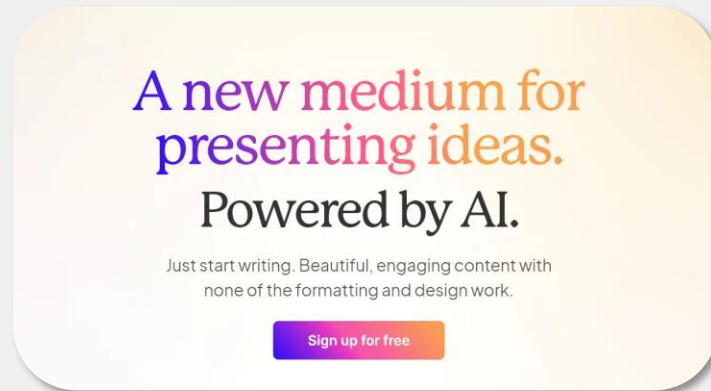 A new medium for
presenting ideas.
Powered by AI.
Just start writing. Beautiful, engaging content with
none of the formatting and design work.
Sign up for free